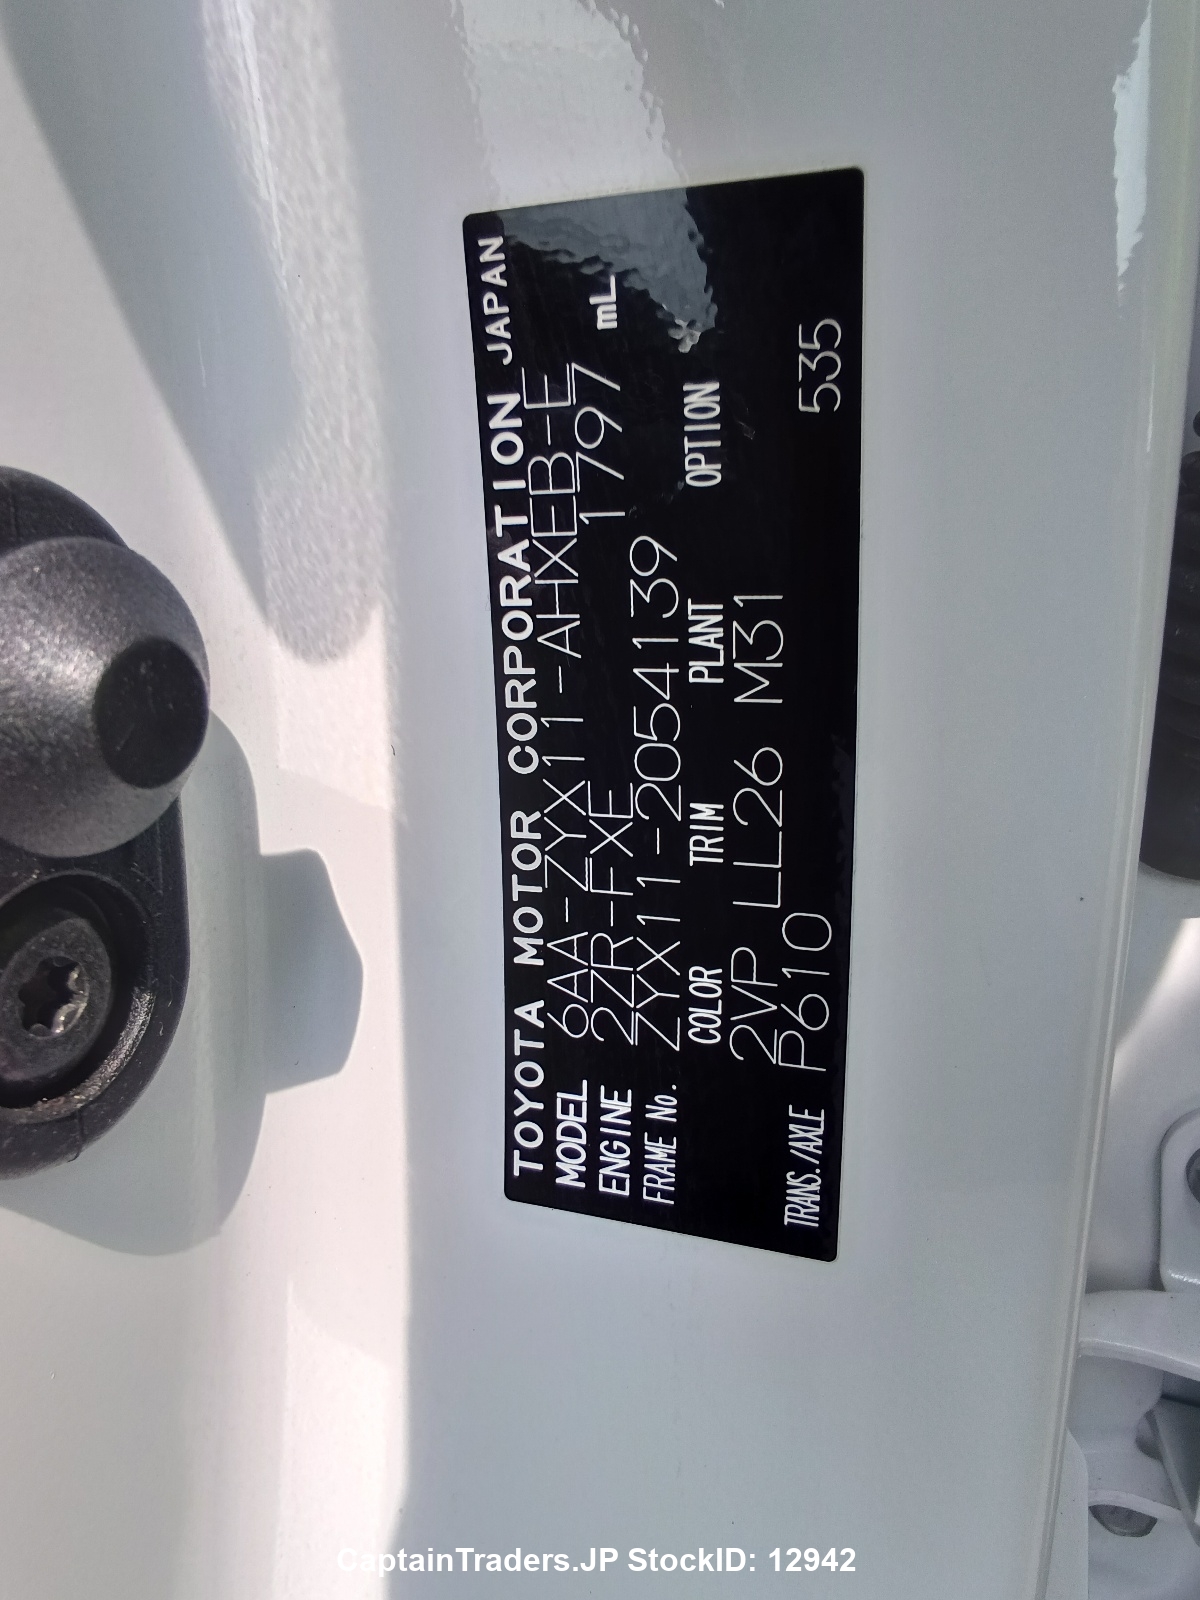 TOYOTA MOTOR CORPORATION JAPAN
MODEL 6AA-ZYX11-AHXEB-E
ENGINE 2ZR-FXE 1797 mL
FRAME No. ZYX11-2054139
COLOR TRIM PLANT OPTION
2VP LL26 M31
TRANS./AXLE P610 535
CaptainTraders.JP StockID: 12942